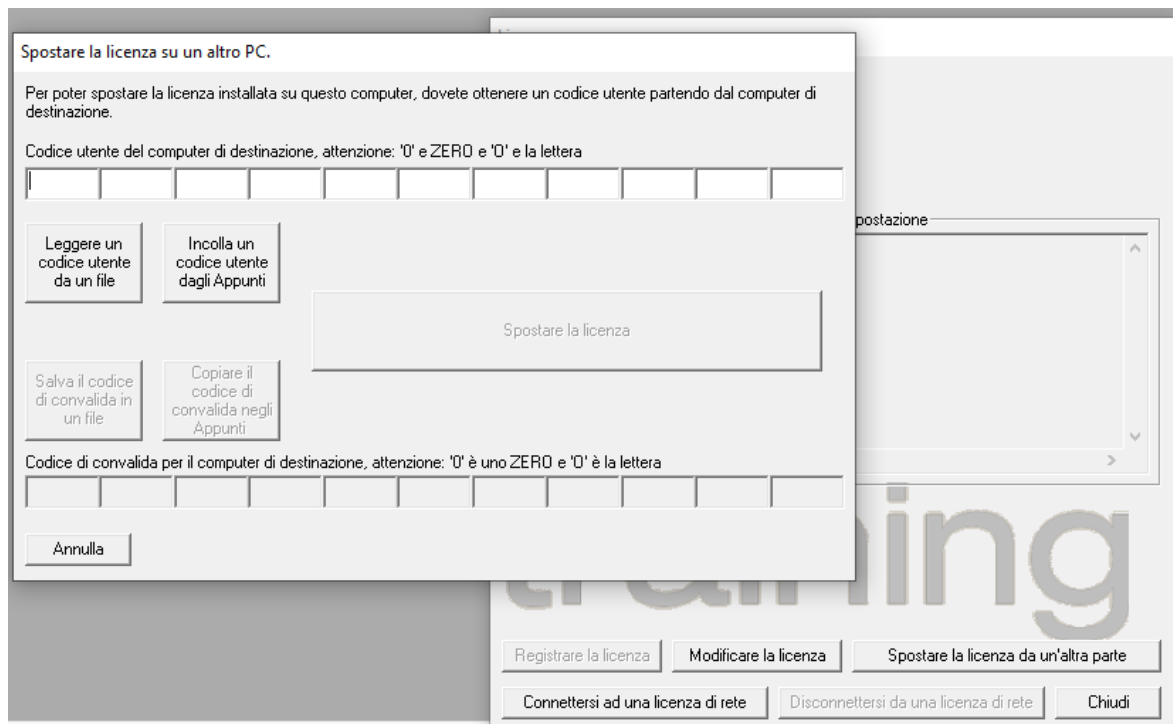 Spostare la licenza su un altro PC.
Per poter spostare la licenza installata su questo computer, dovete ottenere un codice utente partendo dal computer di
destinazione.
Codice utente del computer di destinazione, attenzione: '0' e ZERO e 'O' e la lettera
Leggere un
codice utente
da un file
Incolla un
codice utente
dagli Appunti
postazione
Spostare la licenza
Salva il codice
di convalida in
un file
Copiare il
codice di
convalida negli
Appunti
Codice di convalida per il computer di destinazione, attenzione: '0' è uno ZERO e 'O' è la lettera
Annulla
Registrare la licenza
Modificare la licenza
Spostare la licenza da un'altra parte
Connettersi ad una licenza di rete
Disconnettersi da una licenza di rete
Chiudi